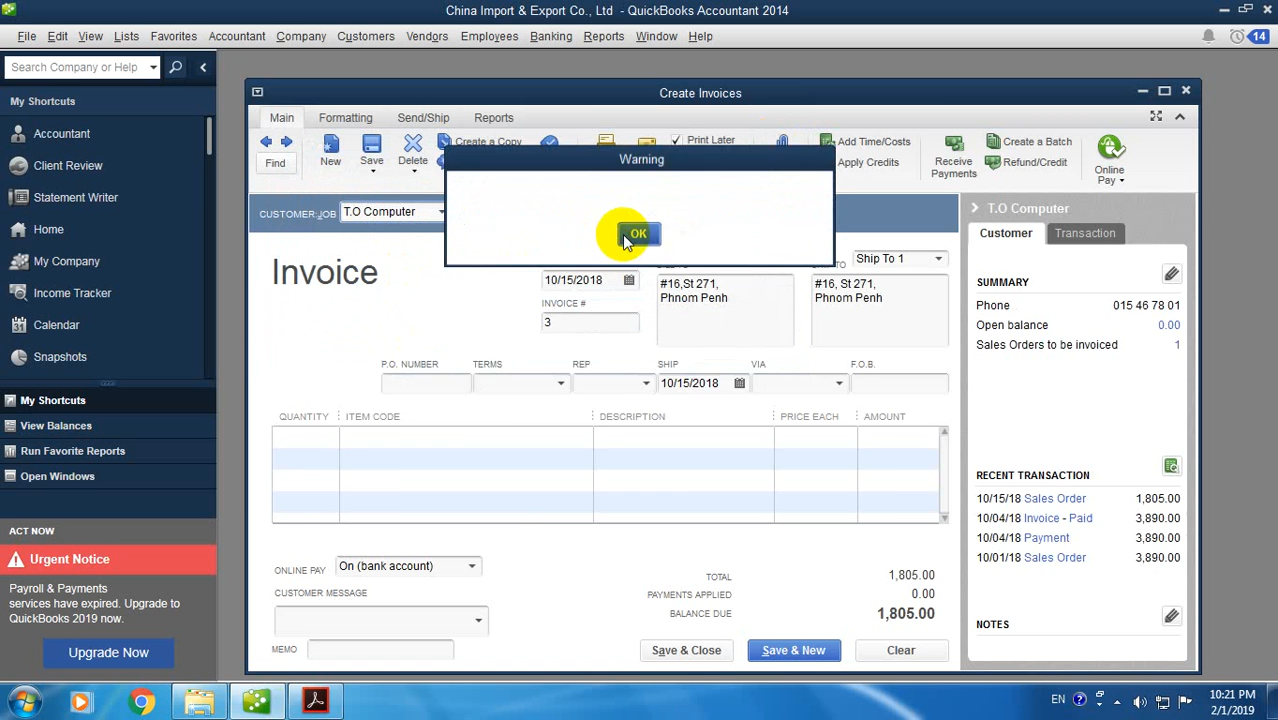 China Import & Export Co., Ltd - QuickBooks Accountant 2014
File Edit View Lists Favorites Accountant Company Customers Vendors Employees Banking Reports Window Help
14
Search Company or Help
My Shortcuts
Accountant
Client Review
Statement Writer
Home
My Company
Income Tracker
Calendar
Snapshots
My Shortcuts
View Balances
Run Favorite Reports
Open Windows
ACT NOW
Urgent Notice
Payroll & Payments
services have expired. Upgrade to
QuickBooks 2019 now.
Upgrade Now
Create Invoices
Main Formatting Send/Ship Reports
Find
New
Save
Delete
Create a Copy
Print Later
Add Time/Costs
Apply Credits
Receive
Payments
Create a Batch
Refund/Credit
Online
Pay
Warning
OK
CUSTOMER:JOB T.O Computer
Invoice
10/15/2018
INVOICE #
3
#16,St 271,
Phnom Penh
Ship To 1
#16, St 271,
Phnom Penh
P.O. NUMBER TERMS REP SHIP VIA F.O.B.
10/15/2018
QUANTITY ITEM CODE DESCRIPTION PRICE EACH AMOUNT
ONLINE PAY On (bank account)
CUSTOMER MESSAGE
MEMO
TOTAL 1,805.00
PAYMENTS APPLIED 0.00
BALANCE DUE 1,805.00
Save & Close Save & New Clear
T.O Computer
Customer Transaction
SUMMARY
Phone 015 46 78 01
Open balance 0.00
Sales Orders to be invoiced 1
RECENT TRANSACTION
10/15/18 Sales Order 1,805.00
10/04/18 Invoice - Paid 3,890.00
10/04/18 Payment 3,890.00
10/01/18 Sales Order 3,890.00
NOTES
EN
10:21 PM
2/1/2019